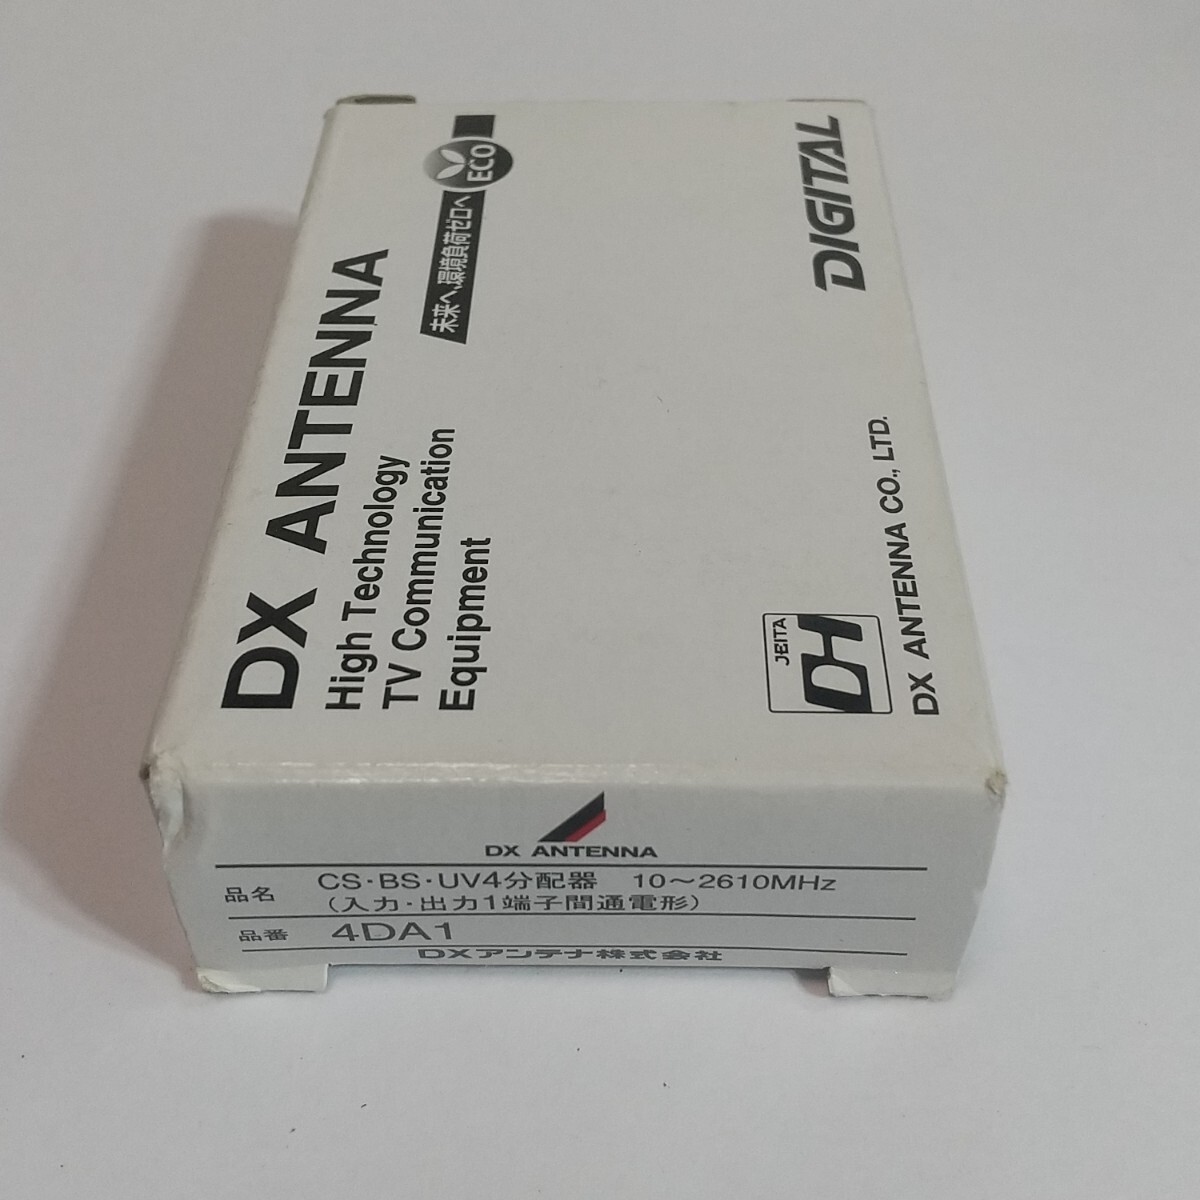 DX ANTENNA
High Technology
TV Communication
Equipment
未来へ、環境負荷ゼロへ
ECO
DIGITAL
JEITA
DH
DX ANTENNA CO., LTD.
DX ANTENNA
品名 CS・BS・UV4分配器 10～2610MHz
(入力・出力1端子間通電形)
品番 4DA1
DXアンテナ株式会社